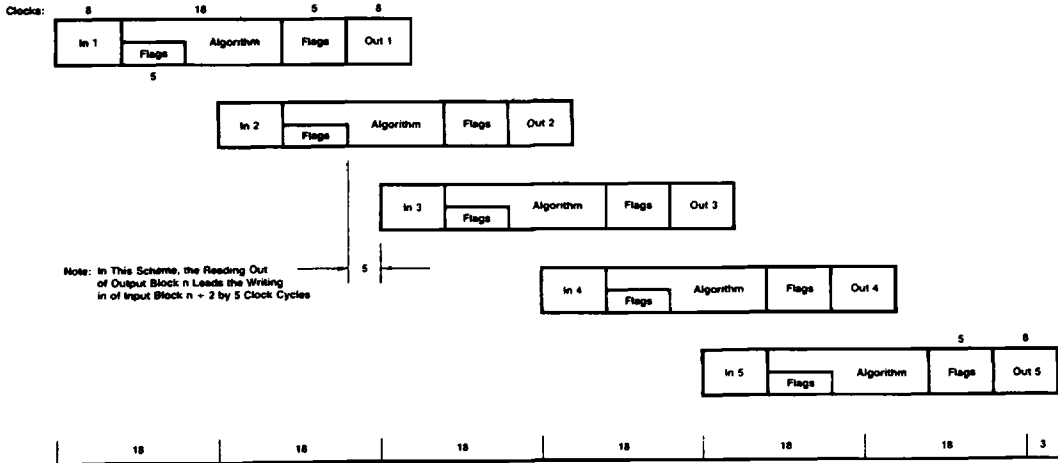 Clocks: 8 18 5 8
In 1 Flags Algorithm Flags Out 1
5
In 2 Flags Algorithm Flags Out 2
In 3 Flags Algorithm Flags Out 3
Note: In This Scheme, the Reading Out
of Output Block n Leads the Writing
in of Input Block n + 2 by 5 Clock Cycles
5
In 4 Flags Algorithm Flags Out 4
5 8
In 5 Flags Algorithm Flags Out 5
18 18 18 18 18 18 3